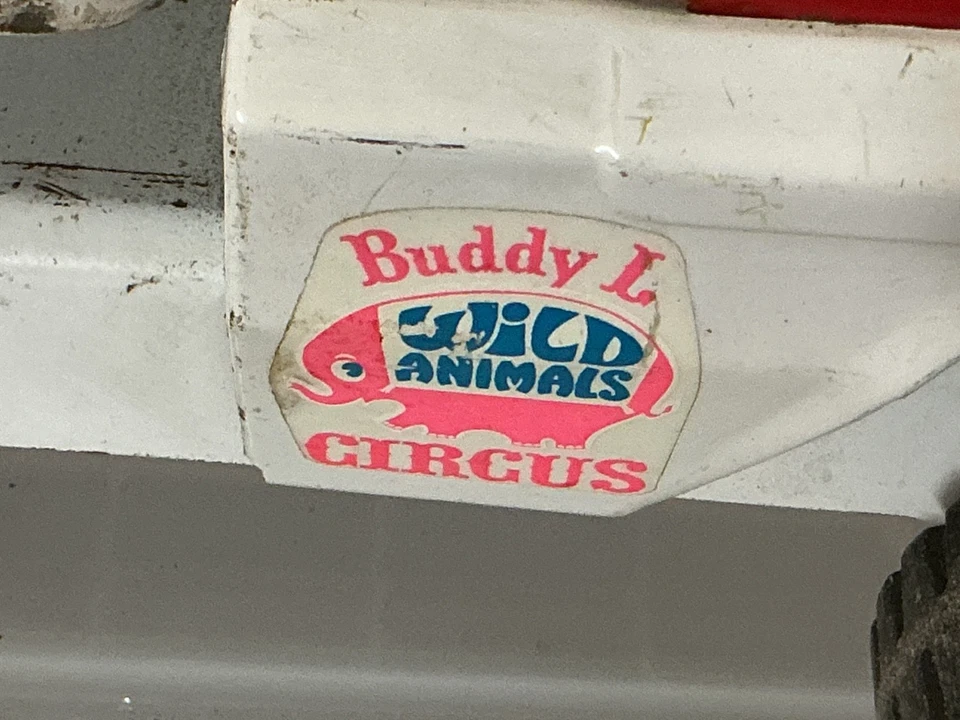 Buddy L
WiLD
ANIMALS
CIRCUS